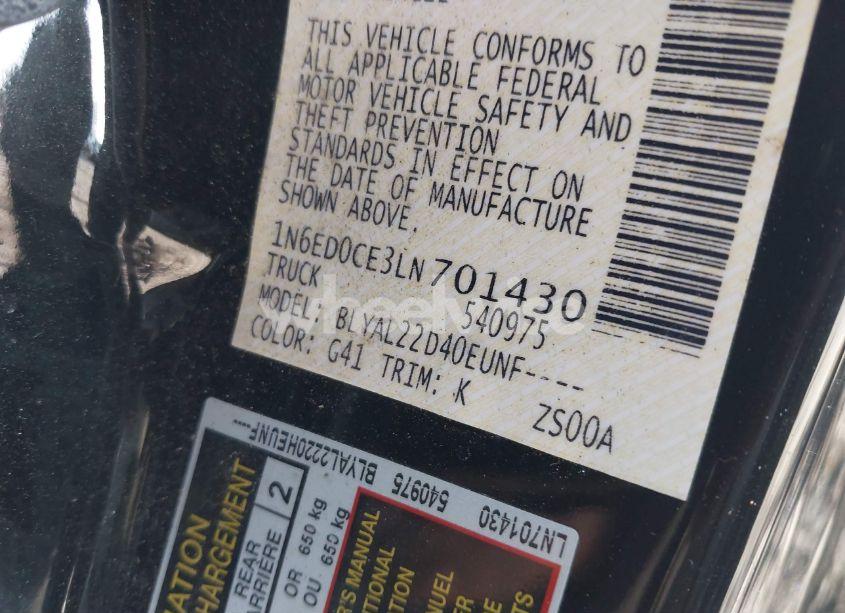 THIS VEHICLE CONFORMS TO
ALL APPLICABLE FEDERAL
MOTOR VEHICLE SAFETY AND
THEFT PREVENTION
STANDARDS IN EFFECT ON
THE DATE OF MANUFACTURE
SHOWN ABOVE.
1N6ED0CE3LN701430
TRUCK 540975
MODEL: BLYAL22D40EUNF----
COLOR: G41 TRIM: K ZS00A
LN701430 540975 BLYAL2220HEUNF...
REAR 2
OR 650 kg
OU 650 kg